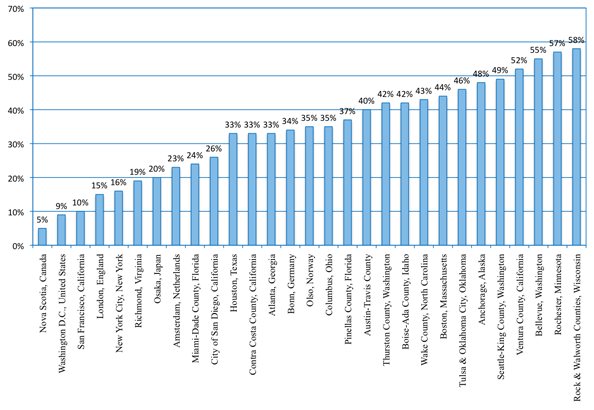 70%
60%
50%
40%
30%
20%
10%
0%
5%
9%
10%
15%
16%
19%
20%
23%
24%
26%
33%
33%
33%
34%
35%
35%
37%
40%
42%
42%
43%
44%
46%
48%
49%
52%
55%
57%
58%
Nova Scotia, Canada
Washington D.C., United States
San Francisco, California
London, England
New York City, New York
Richmond, Virginia
Osaka, Japan
Amsterdam, Netherlands
Miami-Dade County, Florida
City of San Diego, California
Houston, Texas
Contra Costa County, California
Atlanta, Georgia
Bonn, Germany
Olso, Norway
Columbus, Ohio
Pinellas County, Florida
Austin-Travis County
Thurston County, Washington
Boise-Ada County, Idaho
Wake County, North Carolina
Boston, Massachusetts
Tulsa & Oklahoma City, Oklahoma
Anchorage, Alaska
Seattle-King County, Washington
Ventura County, California
Bellevue, Washington
Rochester, Minnesota
Rock & Walworth Counties, Wisconsin